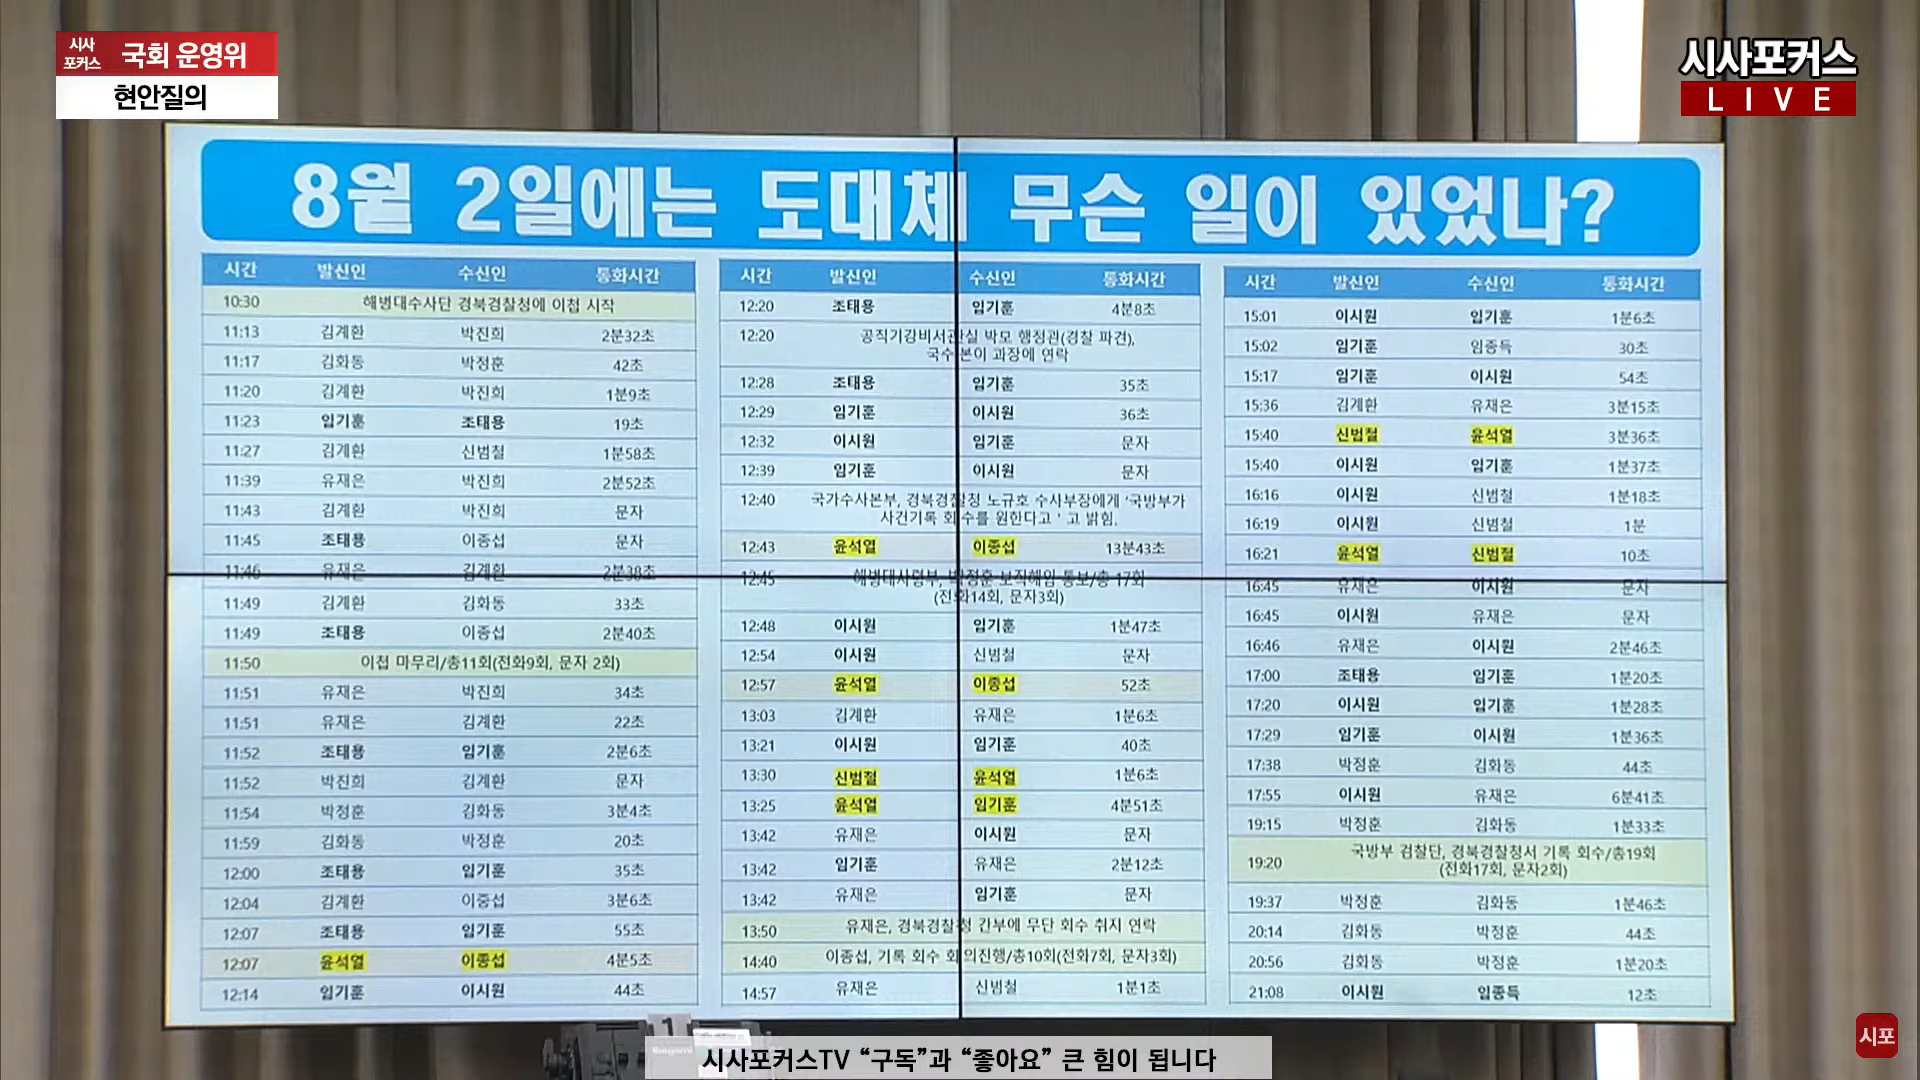 시사
포커스
국회 운영위
현안질의
시사포커스
LIVE
8월 2일에는 도대체 무슨 일이 있었나?
시간 발신인 수신인 통화시간
10:30 해병대수사단 경북경찰청에 이첩 시작
11:13 김계환 박진희 2분32초
11:17 김화동 박정훈 42초
11:20 김계환 박진희 1분9초
11:23 임기훈 조태용 19초
11:27 김계환 신범철 1분58초
11:39 유재은 박진희 2분52초
11:43 김계환 박진희 문자
11:45 조태용 이종섭 문자
11:46 유재은 김계환 2분38초
11:49 김계환 김화동 33초
11:49 조태용 이종섭 2분40초
11:50 이첩 마무리/총11회(전화9회, 문자 2회)
11:51 유재은 박진희 34초
11:51 유재은 김계환 22초
11:52 조태용 임기훈 2분6초
11:52 박진희 김계환 문자
11:54 박정훈 김화동 3분4초
11:59 김화동 박정훈 20초
12:00 조태용 임기훈 35초
12:04 김계환 이중섭 3분6초
12:07 조태용 임기훈 55초
12:07 윤석열 이종섭 4분5초
12:14 임기훈 이시원 44초
시간 발신인 수신인 통화시간
12:20 조태용 임기훈 4분8초
12:20 공직기강비서관실 박모 행정관(경찰 파견),
국수본이 과장에 연락
12:28 조태용 임기훈 35초
12:29 임기훈 이시원 36초
12:32 이시원 임기훈 문자
12:39 임기훈 이시원 문자
12:40 국가수사본부, 경북경찰청 노규호 수사부장에게 '국방부가
사건기록 회수를 원한다고 ' 고 밝힘.
12:43 윤석열 이종섭 13분43초
12:45 해병대사령부, 박정훈 보직해임 통보/총 17회
(전화14회, 문자3회)
12:48 이시원 임기훈 1분47초
12:54 이시원 신범철 문자
12:57 윤석열 이종섭 52초
13:03 김계환 유재은 1분6초
13:21 이시원 임기훈 40초
13:30 신범철 윤석열 1분6초
13:25 윤석열 임기훈 4분51초
13:42 유재은 이시원 문자
13:42 임기훈 유재은 2분12초
13:42 유재은 임기훈 문자
13:50 유재은, 경북경찰청 간부에 무단 회수 취지 연락
14:40 이종섭, 기록 회수 회의진행/총10회(전화7회, 문자3회)
14:57 유재은 신범철 1분1초
시간 발신인 수신인 통화시간
15:01 이시원 임기훈 1분6초
15:02 임기훈 임종득 30초
15:17 임기훈 이시원 54초
15:36 김계환 유재은 3분15초
15:40 신범철 윤석열 3분36초
15:40 이시원 임기훈 1분37초
16:16 이시원 신범철 1분18초
16:19 이시원 신범철 1분
16:21 윤석열 신범철 10초
16:45 유재은 이시원 문자
16:45 이시원 유재은 문자
16:46 유재은 이시원 2분46초
17:00 조태용 임기훈 1분20초
17:20 이시원 임기훈 1분28초
17:29 임기훈 이시원 1분36초
17:38 박정훈 김화동 44초
17:55 이시원 유재은 6분41초
19:15 박정훈 김화동 1분33초
19:20 국방부 검찰단, 경북경찰청서 기록 회수/총19회
(전화17회, 문자2회)
19:37 박정훈 김화동 1분46초
20:14 김화동 박정훈 44초
20:56 김화동 박정훈 1분20초
21:08 이시원 임종득 12초
1
시사포커스TV “구독”과 “좋아요” 큰 힘이 됩니다
시포